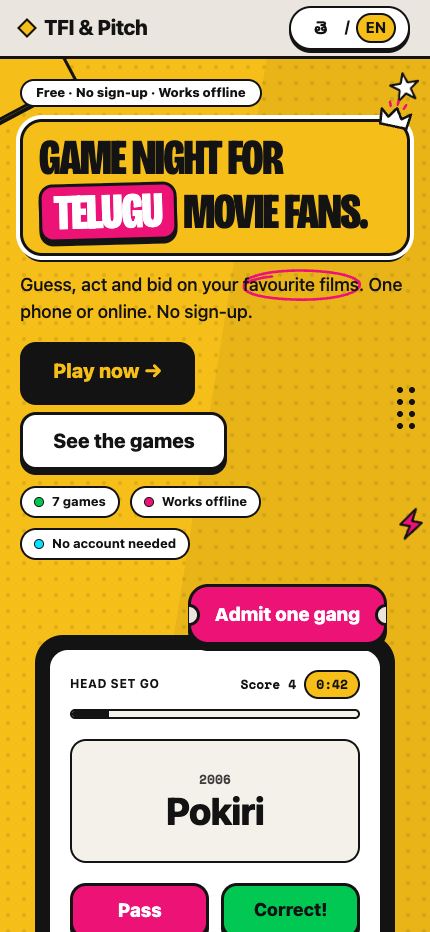 TFI & Pitch
తె / EN
Free · No sign-up · Works offline
GAME NIGHT FOR
TELUGU MOVIE FANS.
Guess, act and bid on your favourite films. One
phone or online. No sign-up.
Play now →
See the games
7 games
Works offline
No account needed
Admit one gang
HEAD SET GO
Score 4
0:42
2006
Pokiri
Pass
Correct!